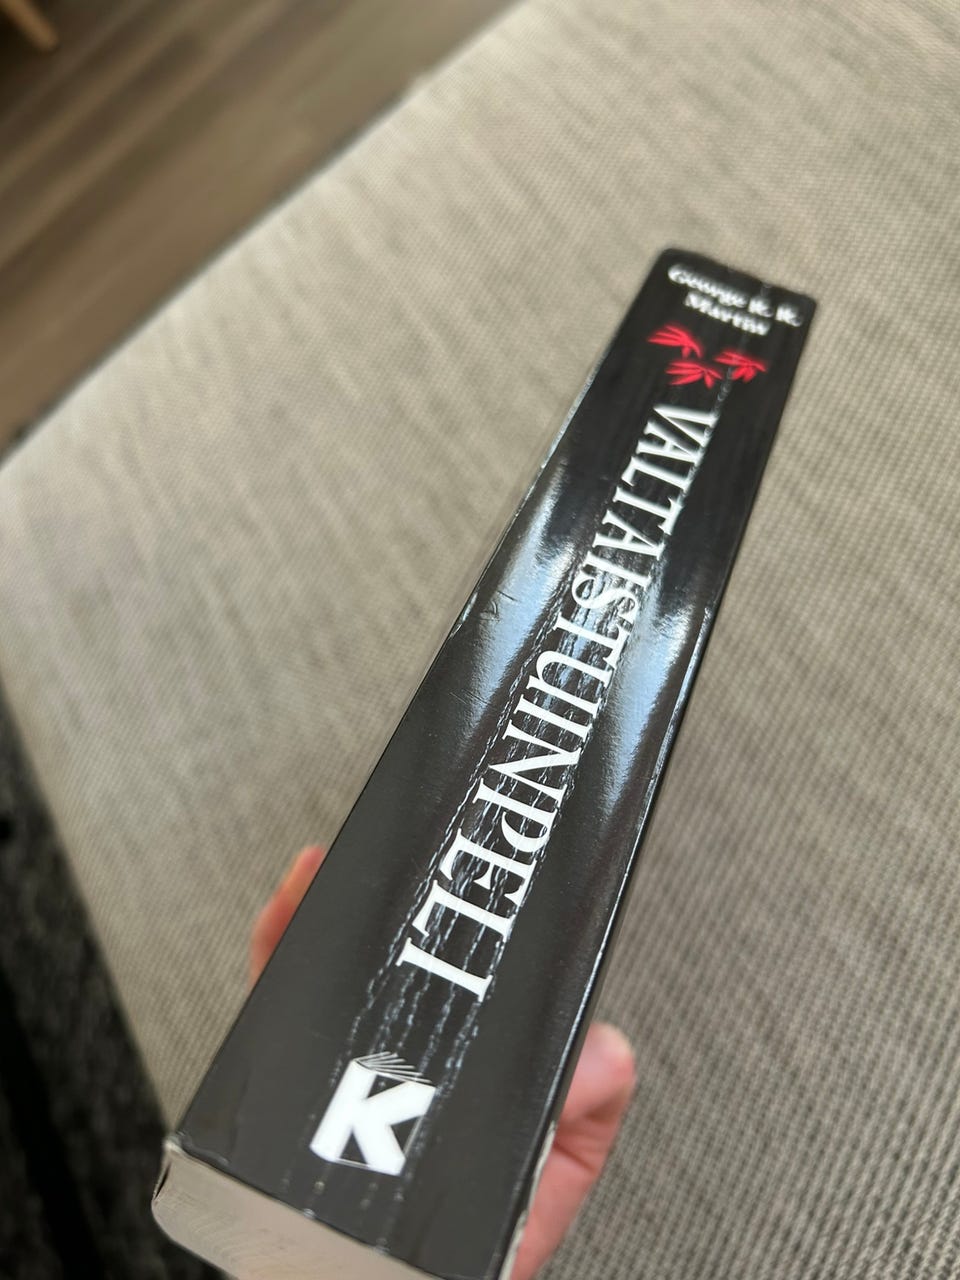 George R. R.
Martin
VALTAISTUINPELI
K